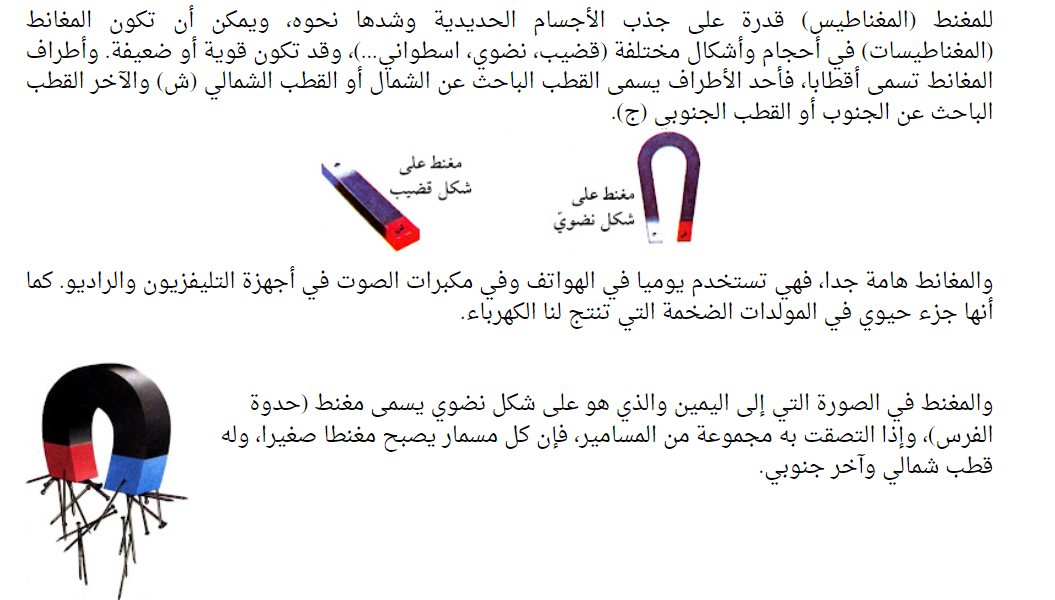 للمغنط (المغناطيس) قدرة على جذب الأجسام الحديدية وشدها نحوه، ويمكن أن تكون المغانط
(المغناطيسات) في أحجام وأشكال مختلفة (قضيب، نضوي، اسطواني...)، وقد تكون قوية أو ضعيفة. وأطراف
المغانط تسمى أقطابا، فأحد الأطراف يسمى القطب الباحث عن الشمال أو القطب الشمالي (ش) والآخر القطب
الباحث عن الجنوب أو القطب الجنوبي (ج).
مغنط على
شكل نضويّ
ج
ش
مغنط على
شكل قضيب
ش
والمغانط هامة جدا، فهي تستخدم يوميا في الهواتف وفي مكبرات الصوت في أجهزة التليفزيون والراديو. كما
أنها جزء حيوي في المولدات الضخمة التي تنتج لنا الكهرباء.
والمغنط في الصورة التي إلى اليمين والذي هو على شكل نضوي يسمى مغنط (حدوة
الفرس)، وإذا التصقت به مجموعة من المسامير، فإن كل مسمار يصبح مغنطا صغيرا، وله
قطب شمالي وآخر جنوبي.